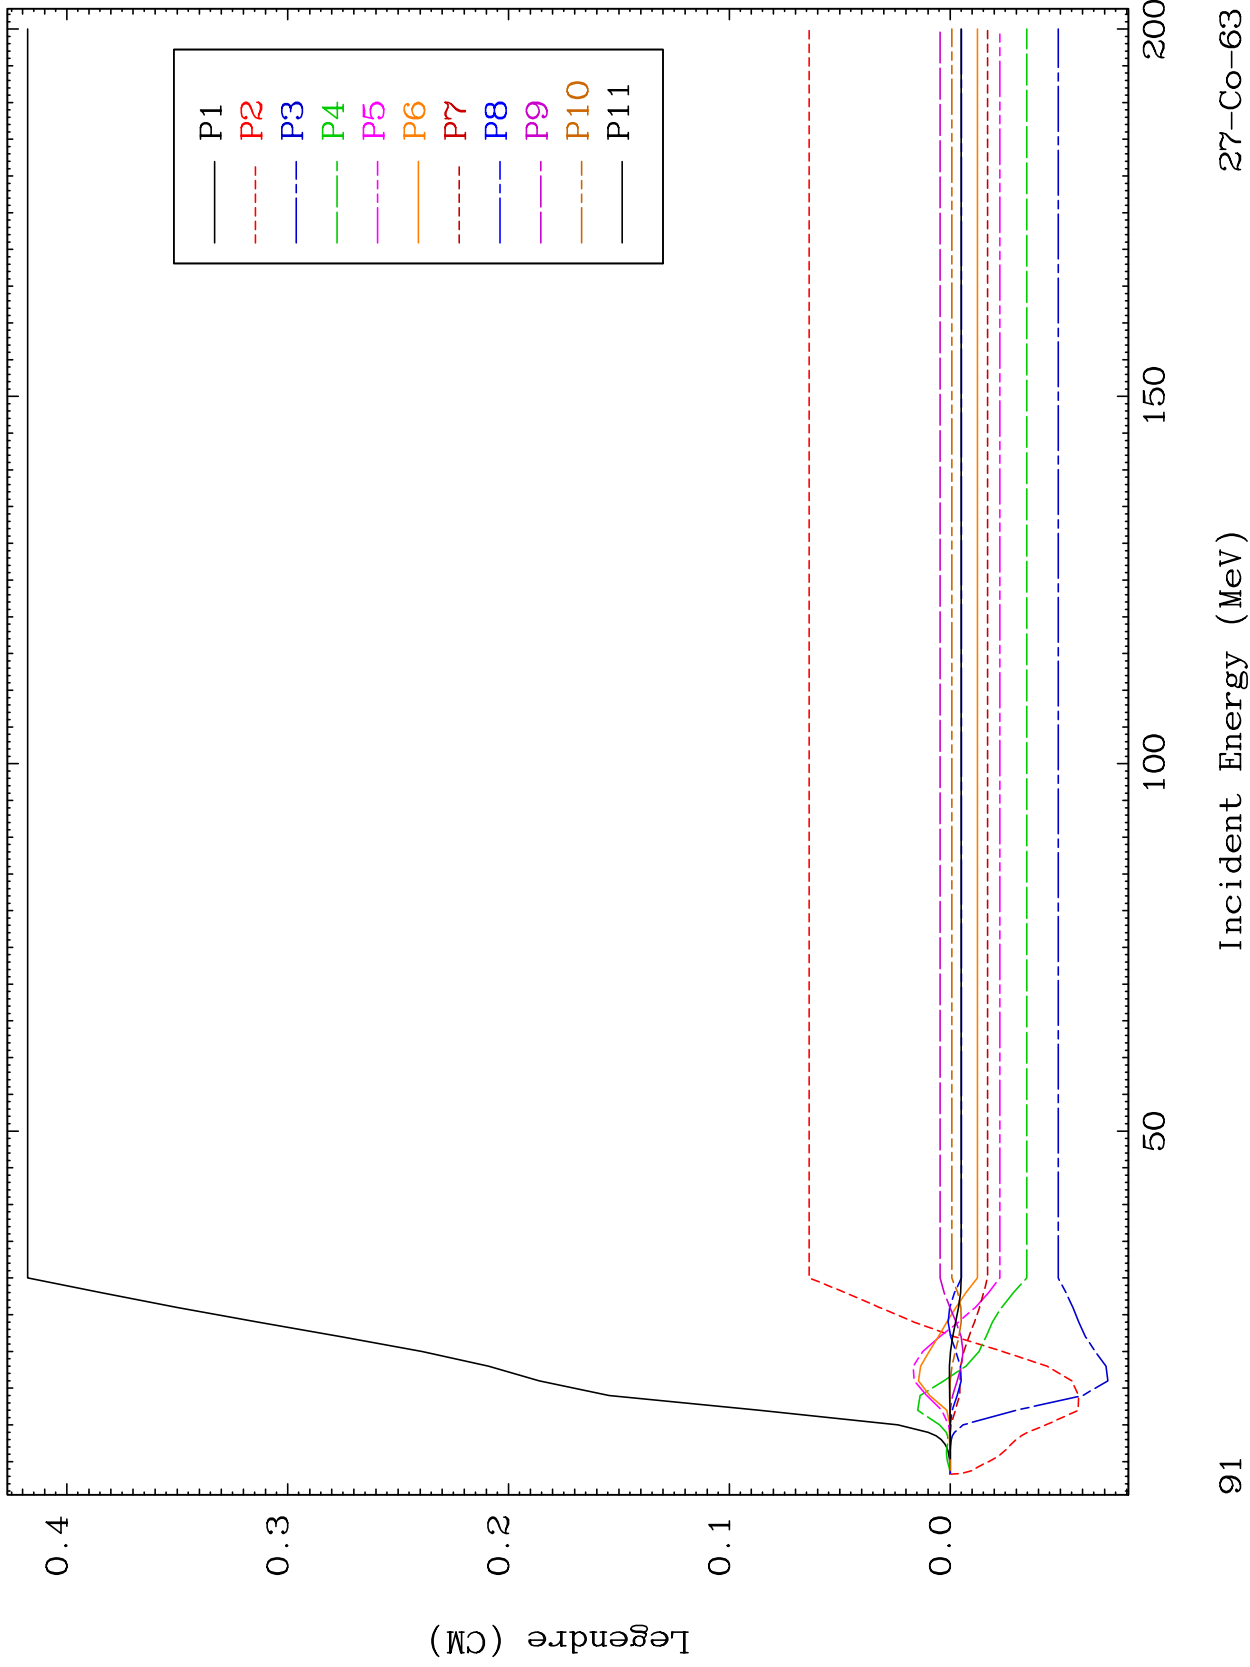 P1
P2
P3
P4
P5
P6
P7
P8
P9
P10
P11
0.4
0.3
0.2
0.1
0.0
Legendre (CM)
50
100
150
200
Incident Energy (MeV)
91
27-Co-63